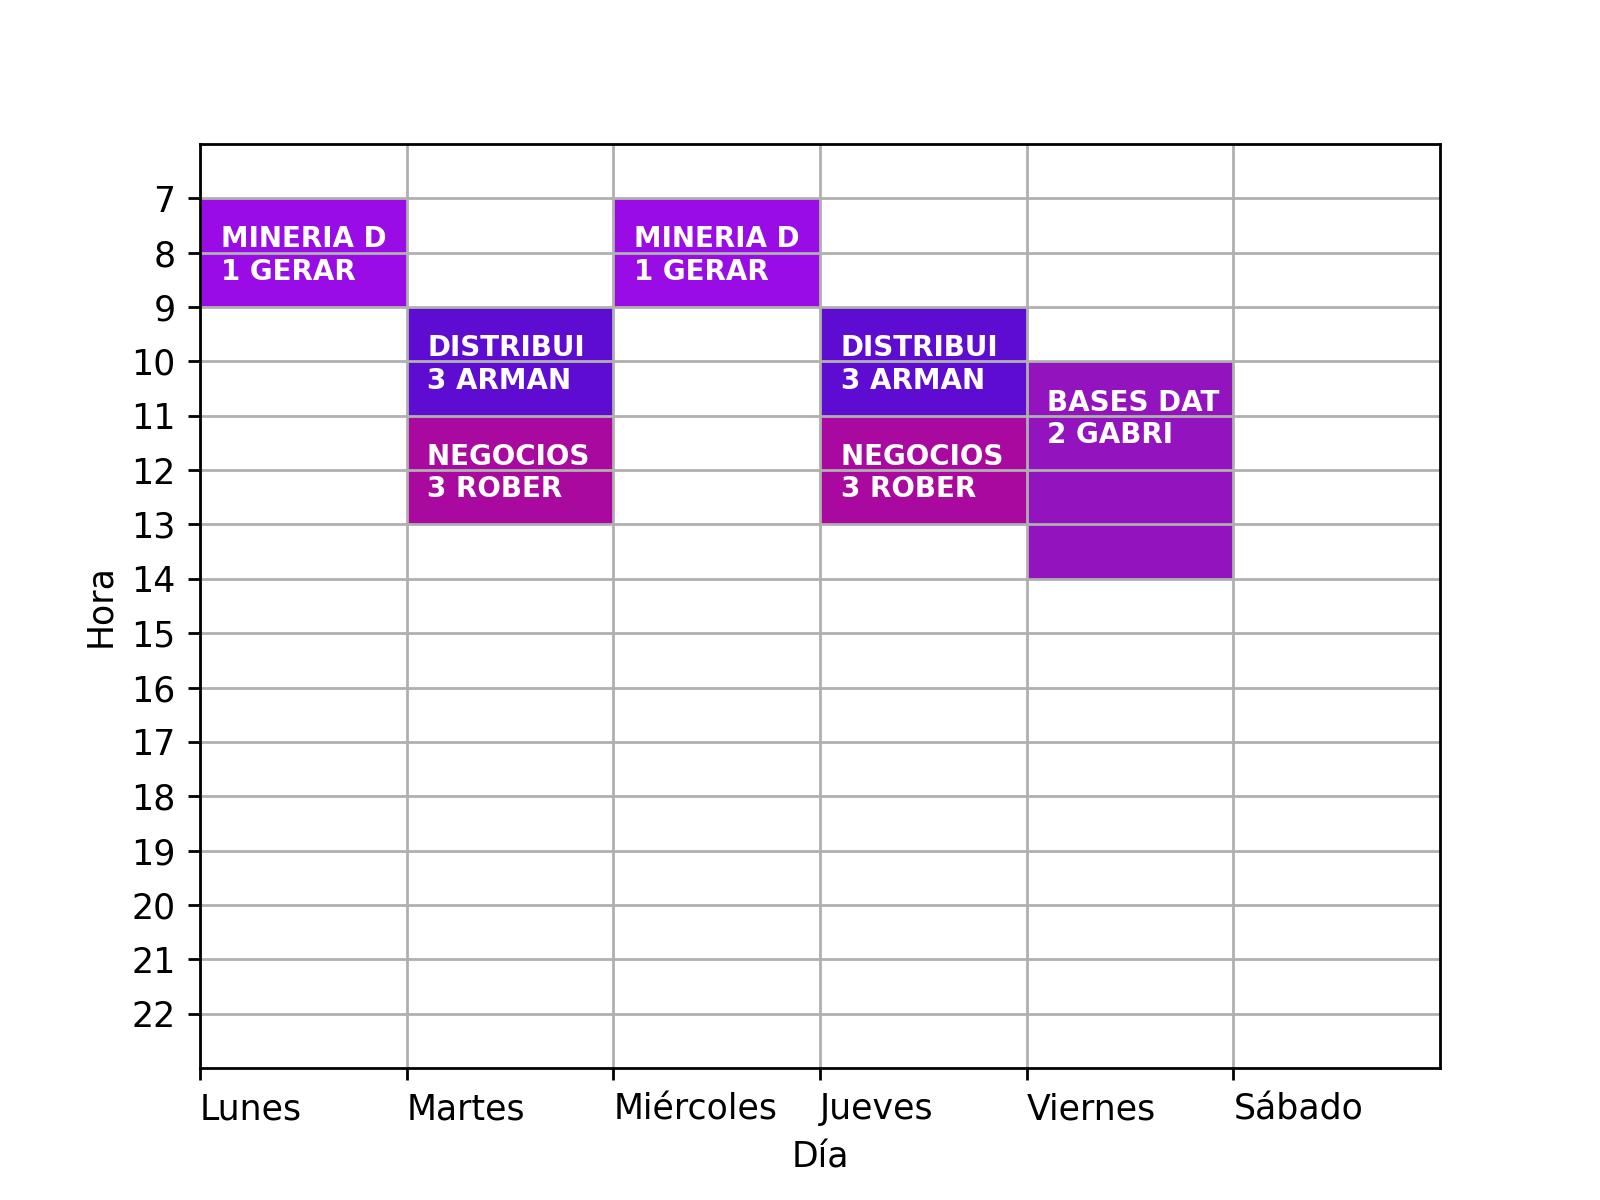 7
8
9
10
11
12
13
14
15
16
17
18
19
20
21
22
Hora
MINERIA D
1 GERAR
DISTRIBUI
3 ARMAN
NEGOCIOS
3 ROBER
MINERIA D
1 GERAR
DISTRIBUI
3 ARMAN
NEGOCIOS
3 ROBER
BASES DAT
2 GABRI
Lunes
Martes
Miércoles
Jueves
Viernes
Sábado
Día